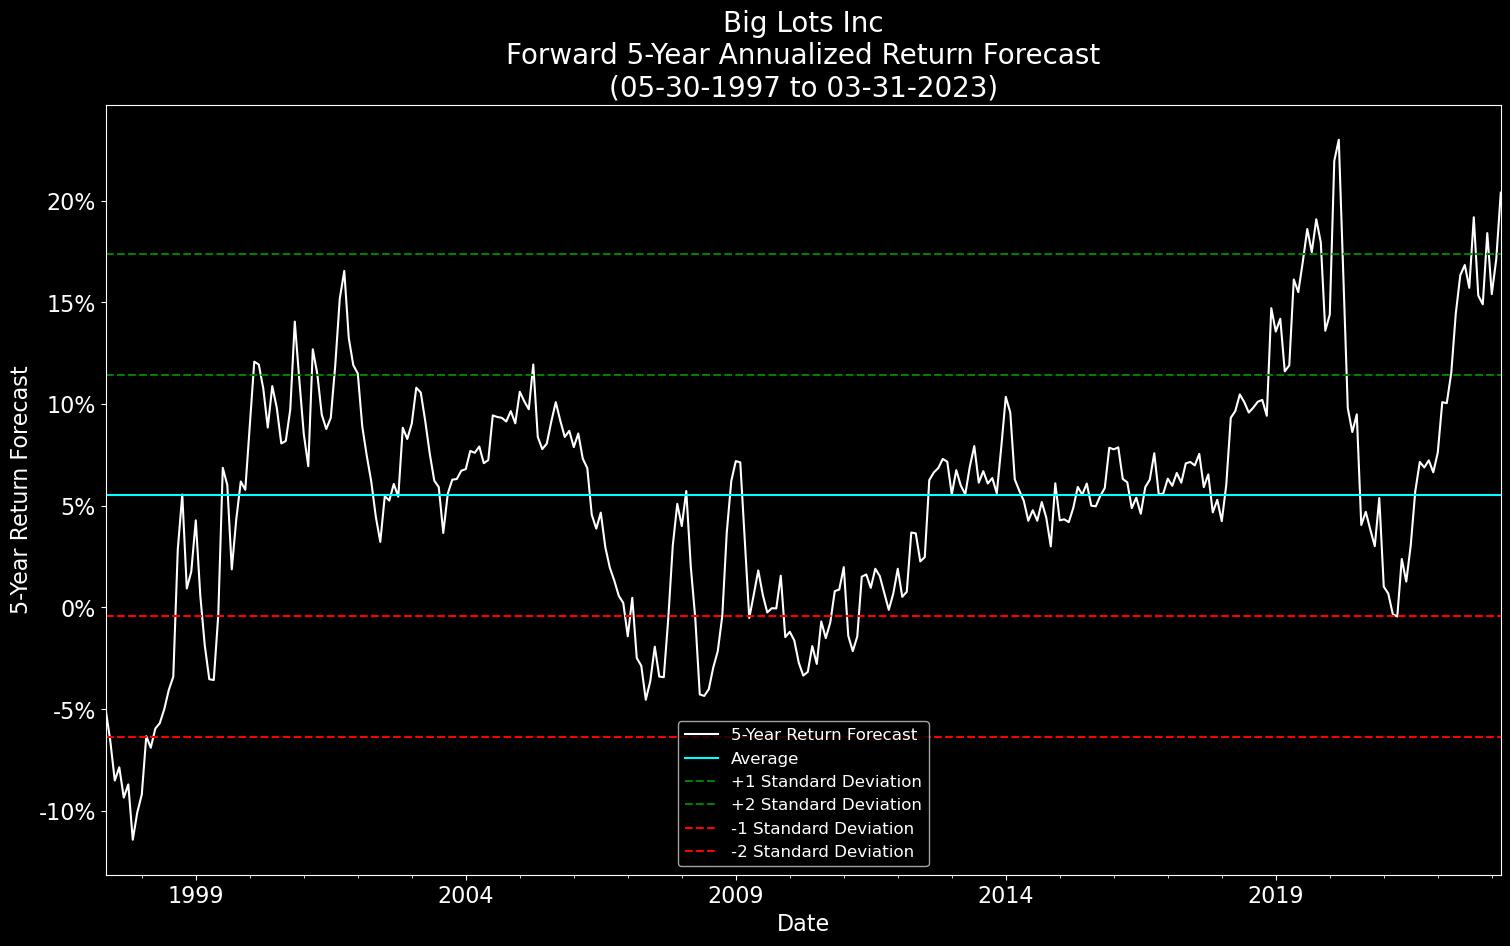 Big Lots Inc
Forward 5-Year Annualized Return Forecast
(05-30-1997 to 03-31-2023)
5-Year Return Forecast
20%
15%
10%
5%
0%
-5%
-10%
5-Year Return Forecast
Average
+1 Standard Deviation
+2 Standard Deviation
-1 Standard Deviation
-2 Standard Deviation
1999 2004 2009 2014 2019
Date